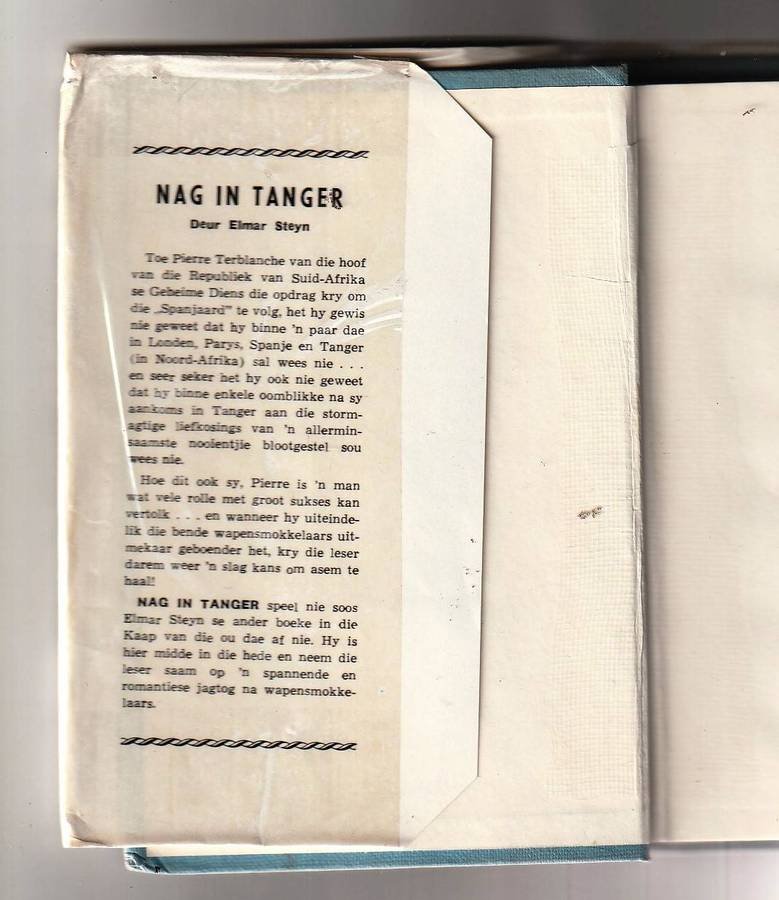 NAG IN TANGER
Deur Elmar Steyn
Toe Pierre Terblanche van die hoof
van die Republiek van Suid-Afrika
se Geheime Diens die opdrag kry om
die „Spanjaard” te volg, het hy gewis
nie geweet dat hy binne 'n paar dae
in Londen, Parys, Spanje en Tanger
(in Noord-Afrika) sal wees nie . . .
en seer seker het hy ook nie geweet
dat hy binne enkele oomblikke na sy
aankoms in Tanger aan die storm-
agtige liefkosings van 'n allermin-
saamste nooientjie blootgestel sou
wees nie.
Hoe dit ook sy, Pierre is 'n man
wat vele rolle met groot sukses kan
vertolk . . . en wanneer hy uiteinde-
lik die bende wapensmokkelaars uit-
mekaar geboender het, kry die leser
darem weer 'n slag kans om asem te
haal!
NAG IN TANGER speel nie soos
Elmar Steyn se ander boeke in die
Kaap van die ou dae af nie. Hy is
hier midde in die hede en neem die
leser saam op 'n spannende en
romantiese jagtog na wapensmokke-
laars.